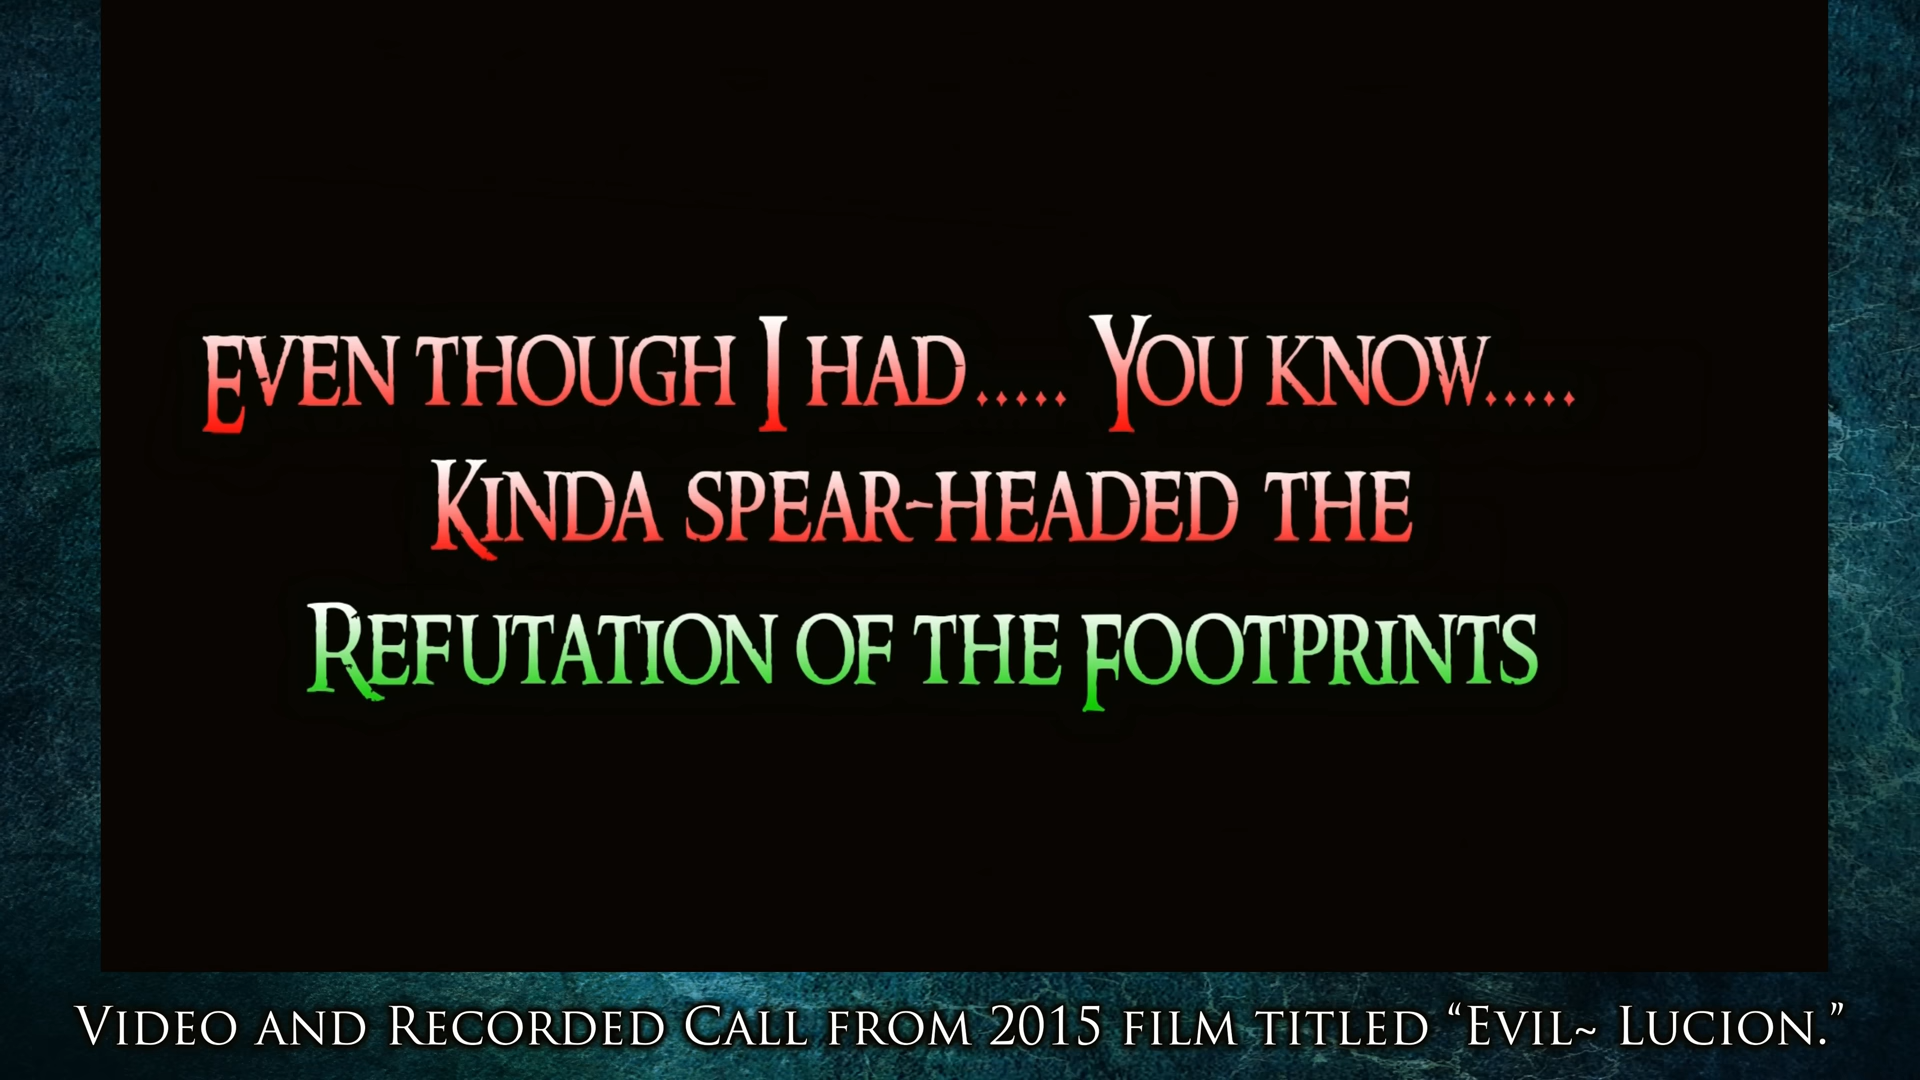 Even though I had..... You know.....
Kinda spear-headed the
Refutation of the Footprints
Video and Recorded Call from 2015 film titled “Evil~ Lucion.”